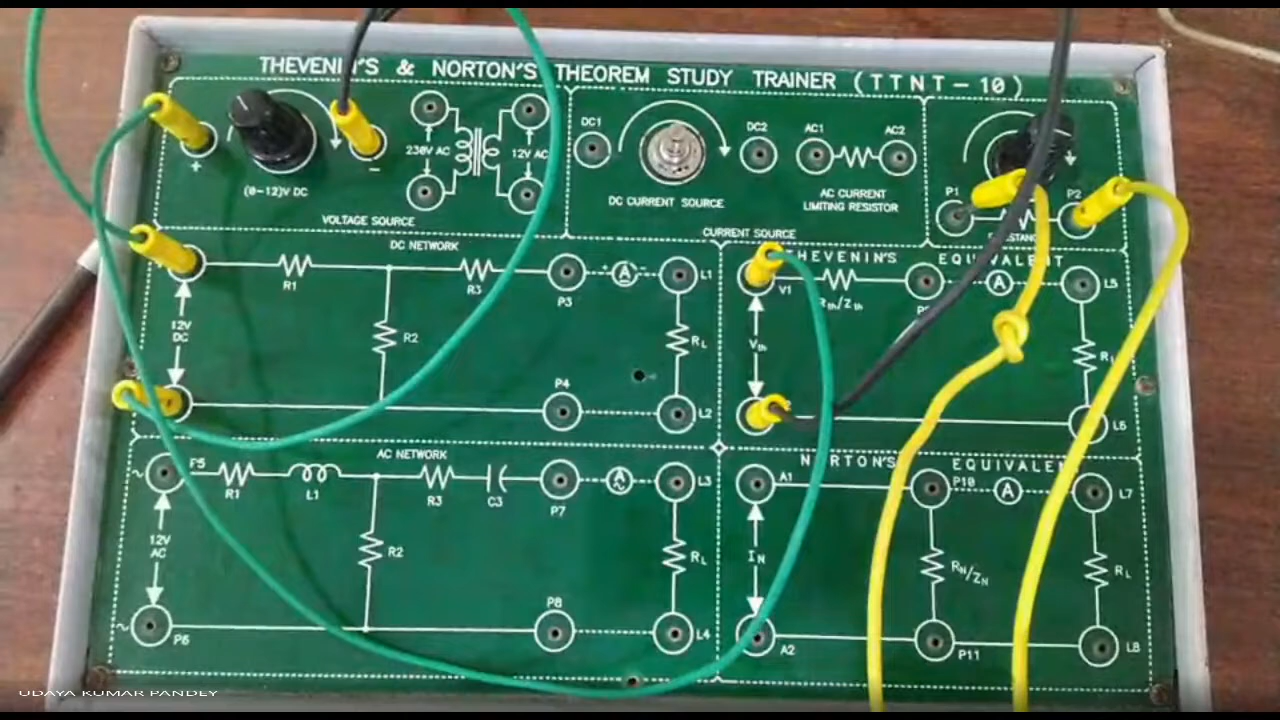 THEVENIN'S & NORTON'S THEOREM STUDY TRAINER (TTNT-10)
DC1
DC2
AC1
AC2
230V AC
12V AC
+
-
(0-12)V DC
VOLTAGE SOURCE
DC CURRENT SOURCE
AC CURRENT
LIMITING RESISTOR
P1
P2
CURRENT SOURCE
DC NETWORK
R1
R3
P3
A
L1
12V
DC
R2
RL
P4
L2
THEVENIN'S EQUIVALENT
V1
Rth/Zth
A
L5
Vth
L6
AC NETWORK
R1
L1
R3
C3
P7
A
L3
12V
AC
R2
RL
P6
P8
L4
NORTON'S
A1
P10
A
L7
IN
RN/ZN
RL
A2
P11
L8
UDAYA KUMAR PANDEY